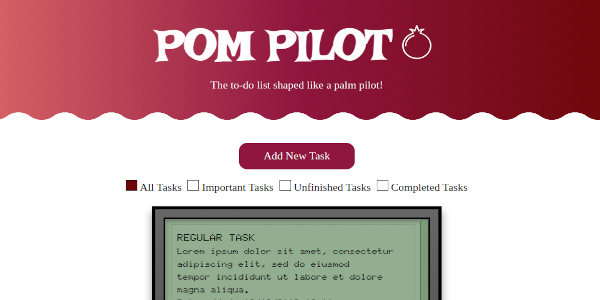 POM PILOT
The to-do list shaped like a palm pilot!
Add New Task
All Tasks Important Tasks Unfinished Tasks Completed Tasks
REGULAR TASK
Lorem ipsum dolor sit amet, consectetur
adipiscing elit, sed do eiusmod
tempor incididunt ut labore et dolore
magna aliqua.